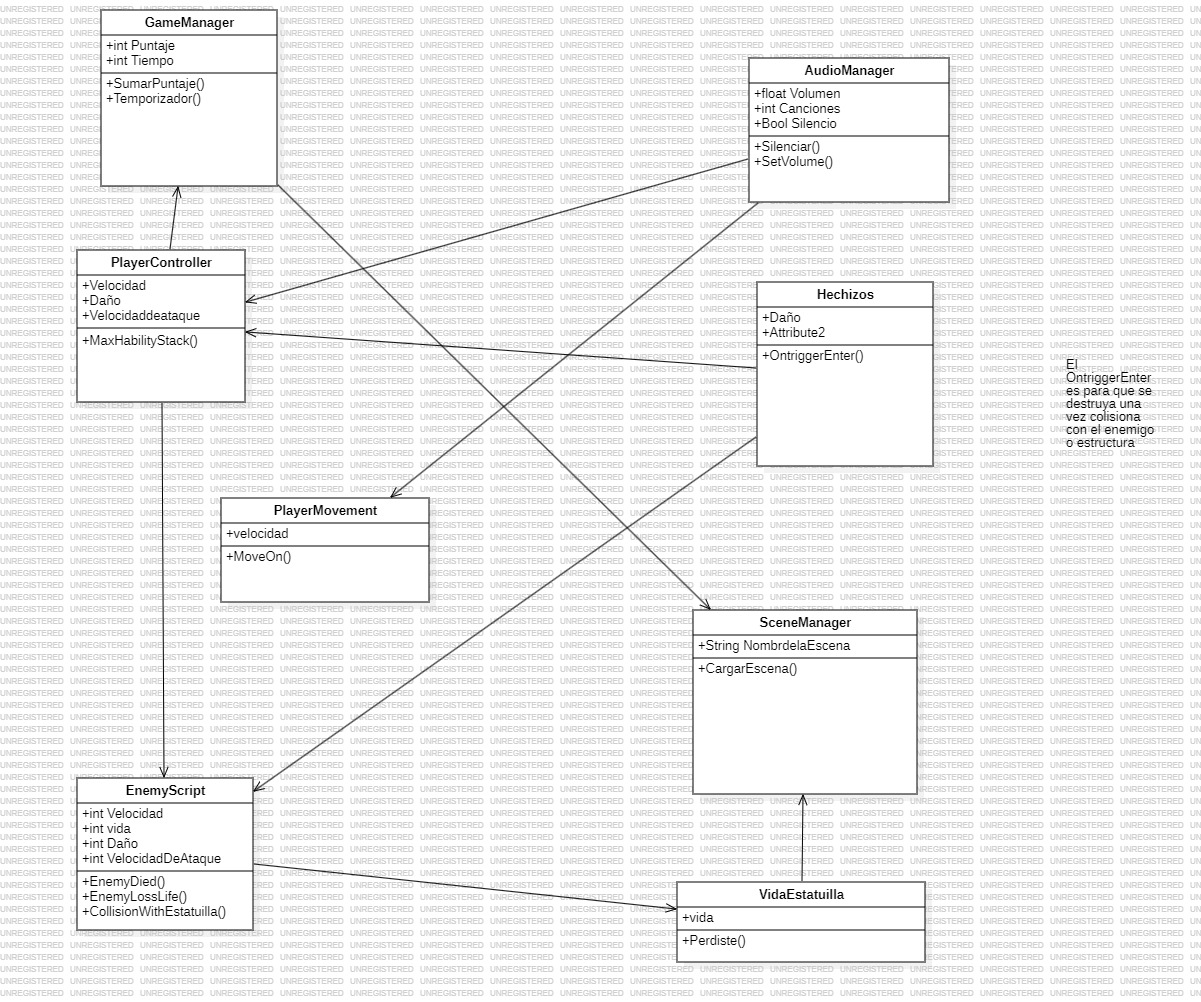 GameManager
+int Puntaje
+int Tiempo
+SumarPuntaje()
+Temporizador()
AudioManager
+float Volumen
+int Canciones
+Bool Silencio
+Silenciar()
+SetVolume()
PlayerController
+Velocidad
+Daño
+Velocidaddeataque
+MaxHabilityStack()
Hechizos
+Daño
+Attribute2
+OntriggerEnter()
El
OntriggerEnter
es para que se
destruya una
vez colisiona
con el enemigo
o estructura
PlayerMovement
+velocidad
+MoveOn()
SceneManager
+String NombrdelaEscena
+CargarEscena()
EnemyScript
+int Velocidad
+int vida
+int Daño
+int VelocidadDeAtaque
+EnemyDied()
+EnemyLossLife()
+CollisionWithEstatuilla()
VidaEstatuilla
+vida
+Perdiste()
UNREGISTERED